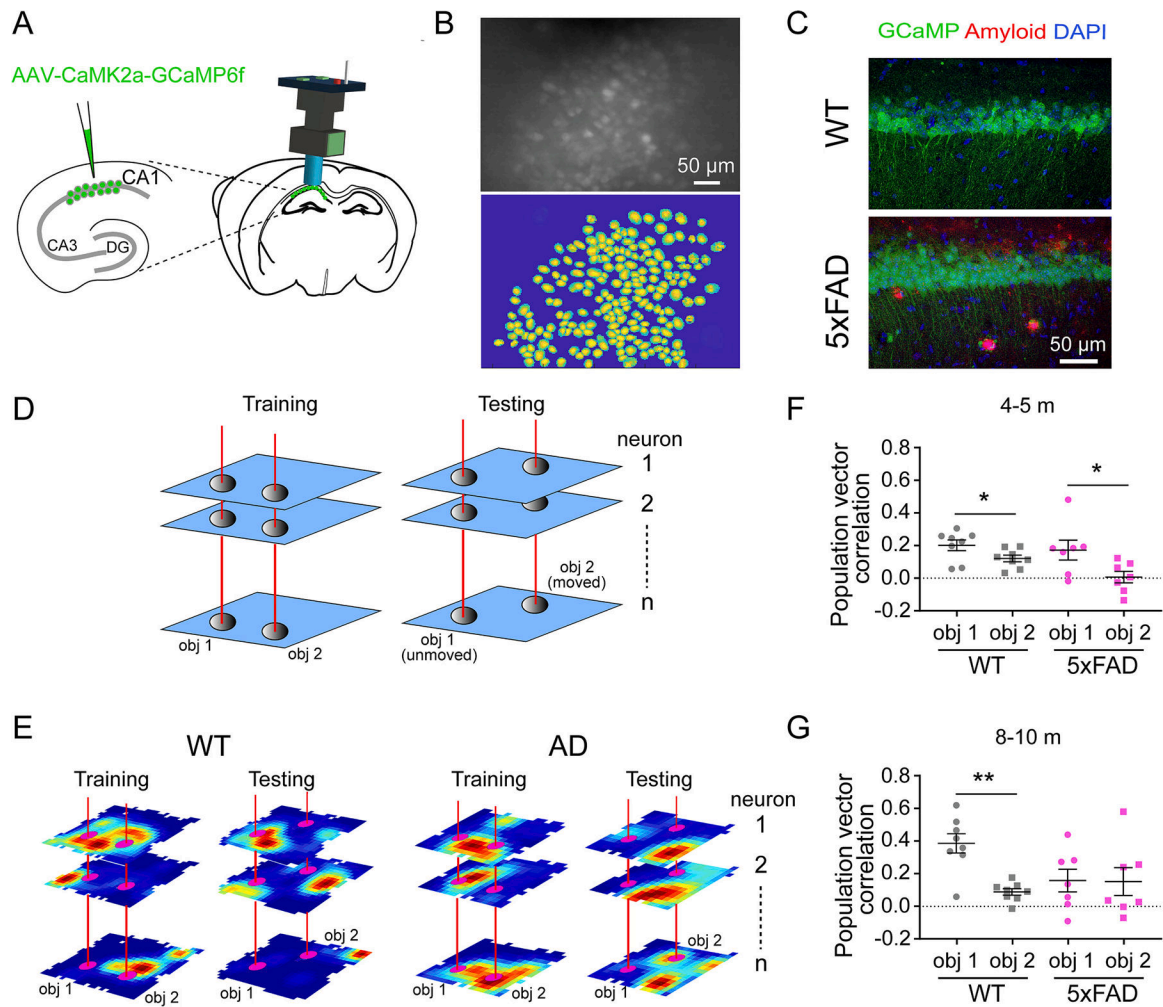 A
AAV-CaMK2a-GCaMP6f
CA1
CA3
DG
B
50 µm
C
GCaMP Amyloid DAPI
WT
5xFAD
50 µm
D
Training
Testing
neuron
1
2
n
obj 1
obj 2
obj 1
(unmoved)
obj 2
(moved)
E
WT
AD
Training
Testing
Training
Testing
neuron
1
2
n
obj 1
obj 2
obj 1
obj 2
obj 1
obj 2
obj 1
obj 2
F
4-5 m
Population vector
correlation
0.8
0.6
0.4
0.2
0.0
-0.2
*
*
obj 1 obj 2 obj 1 obj 2
WT
5xFAD
G
8-10 m
Population vector
correlation
0.8
0.6
0.4
0.2
0.0
-0.2
**
obj 1 obj 2 obj 1 obj 2
WT
5xFAD